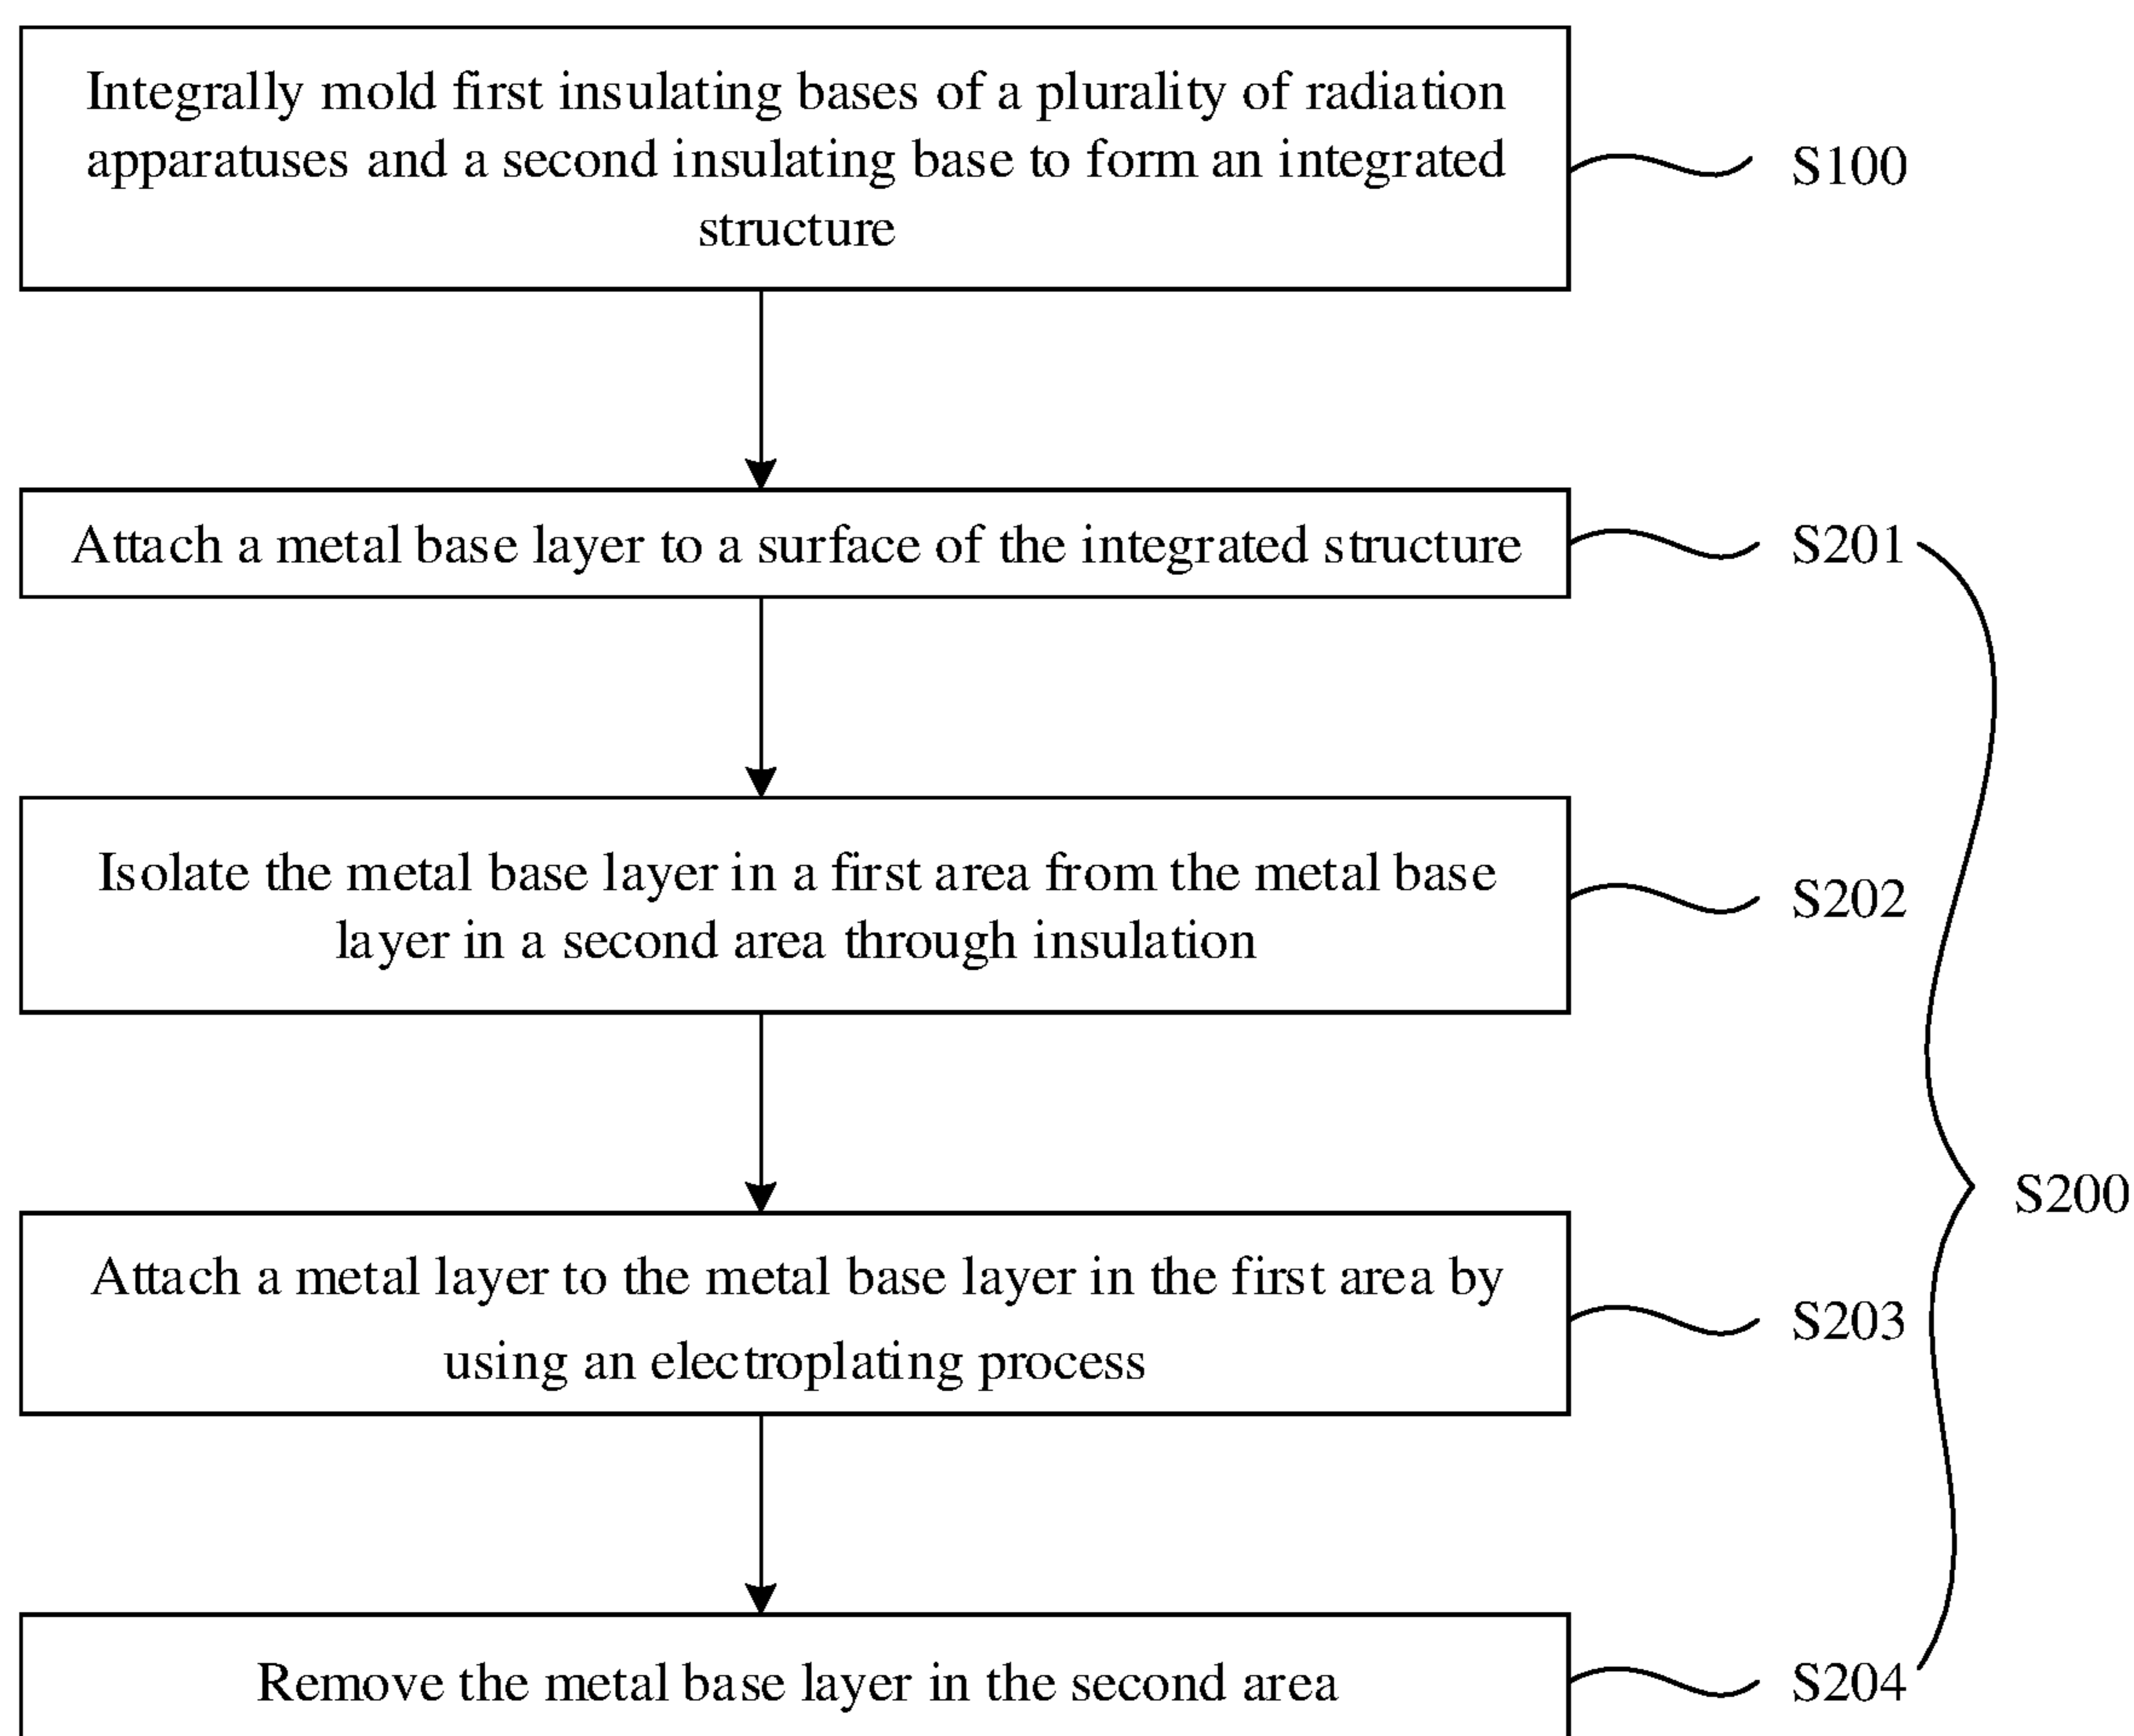 Integrally mold first insulating bases of a plurality of radiation
apparatuses and a second insulating base to form an integrated
structure
S100
Attach a metal base layer to a surface of the integrated structure
S201
Isolate the metal base layer in a first area from the metal base
layer in a second area through insulation
S202
Attach a metal layer to the metal base layer in the first area by
using an electroplating process
S203
Remove the metal base layer in the second area
S204
S200